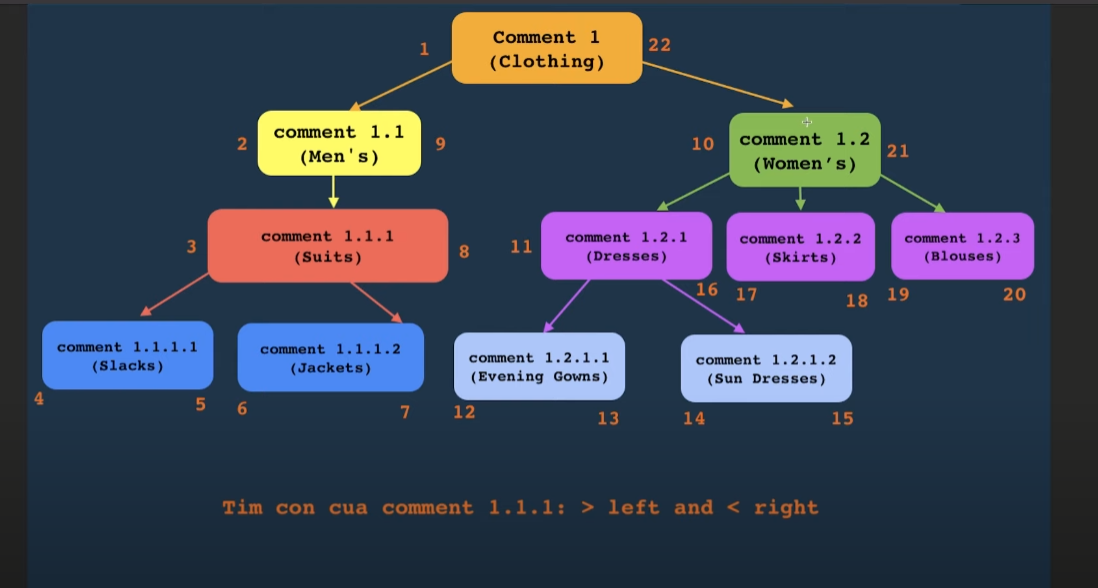 1
Comment 1
(Clothing)
22
2
comment 1.1
(Men's)
9
10
comment 1.2
(Women’s)
21
3
comment 1.1.1
(Suits)
8
11
comment 1.2.1
(Dresses)
16
comment 1.2.2
(Skirts)
17
18
comment 1.2.3
(Blouses)
19
20
comment 1.1.1.1
(Slacks)
4
5
comment 1.1.1.2
(Jackets)
6
7
comment 1.2.1.1
(Evening Gowns)
12
13
comment 1.2.1.2
(Sun Dresses)
14
15
Tim con cua comment 1.1.1: > left and < right